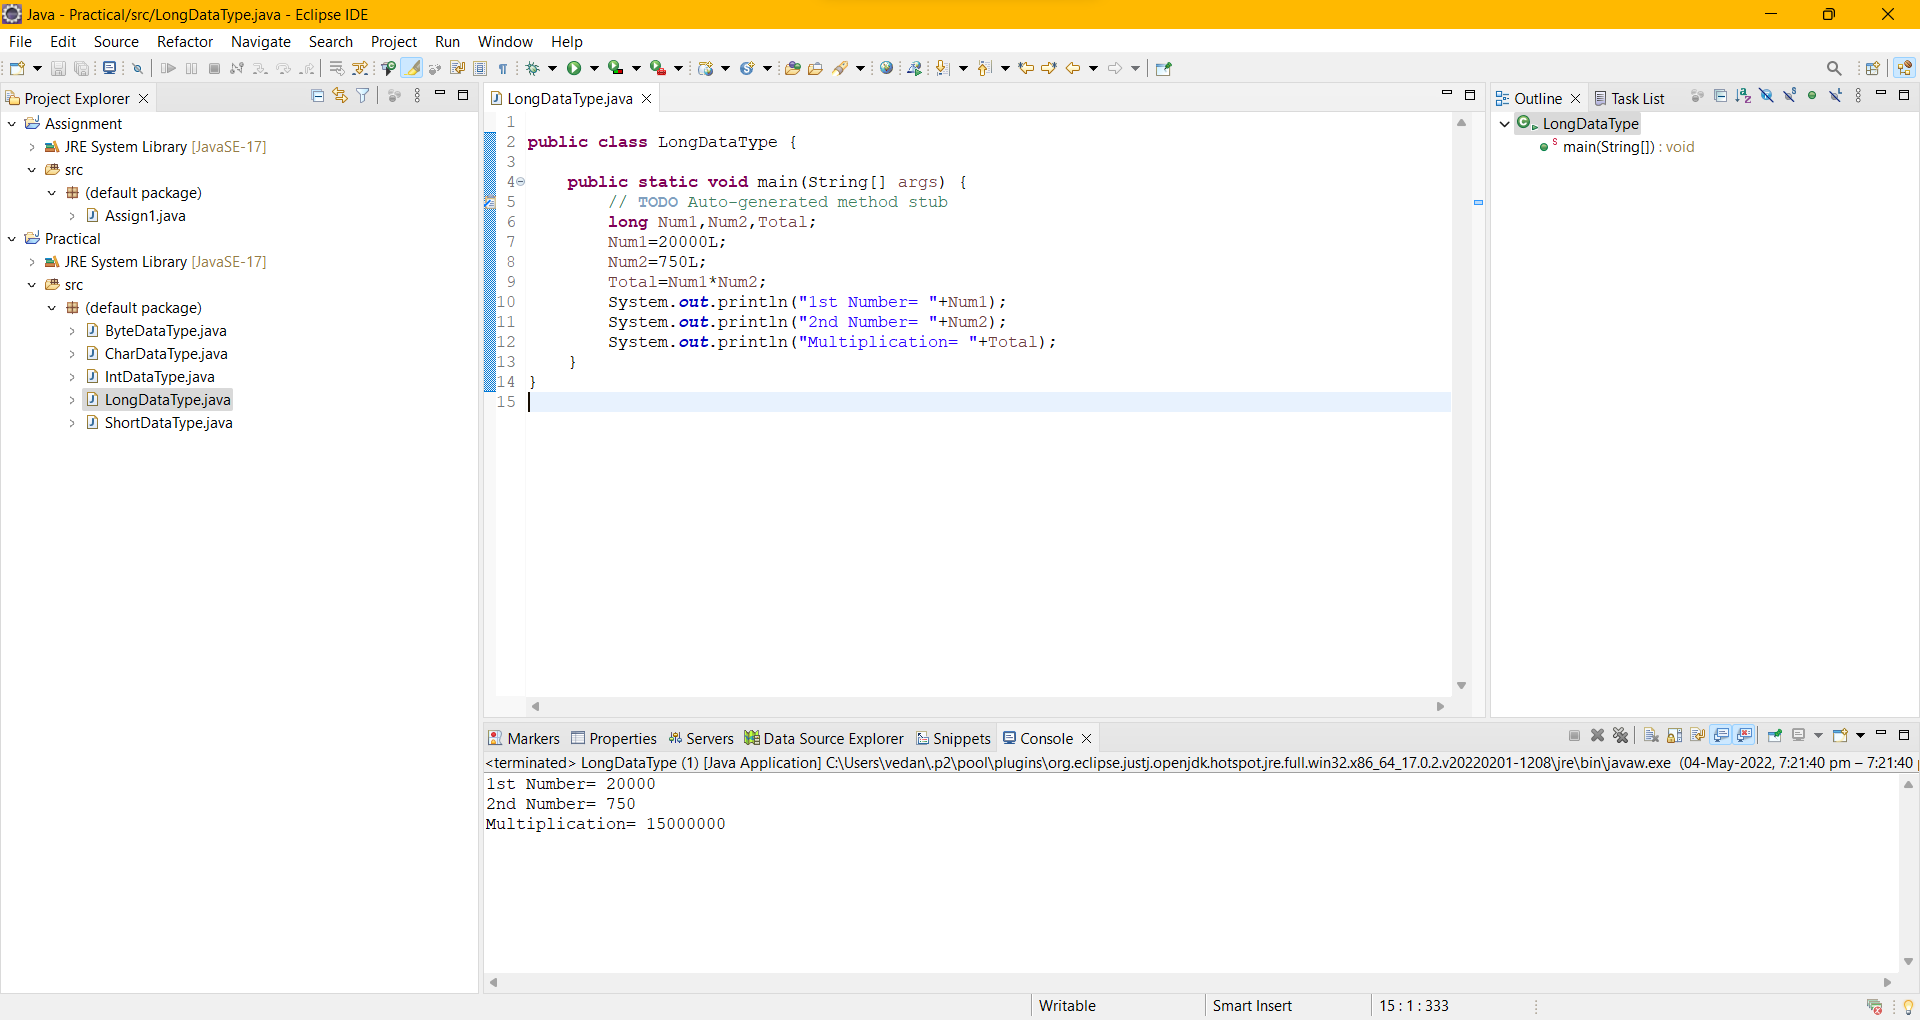 Java - Practical/src/LongDataType.java - Eclipse IDE
File Edit Source Refactor Navigate Search Project Run Window Help
Project Explorer
Assignment
JRE System Library [JavaSE-17]
src
(default package)
Assign1.java
Practical
JRE System Library [JavaSE-17]
src
(default package)
ByteDataType.java
CharDataType.java
IntDataType.java
LongDataType.java
ShortDataType.java
LongDataType.java
1
2 public class LongDataType {
3
4 public static void main(String[] args) {
5 // TODO Auto-generated method stub
6 long Num1,Num2,Total;
7 Num1=20000L;
8 Num2=750L;
9 Total=Num1*Num2;
10 System.out.println("1st Number= "+Num1);
11 System.out.println("2nd Number= "+Num2);
12 System.out.println("Multiplication= "+Total);
13 }
14 }
15
Outline Task List
LongDataType
main(String[]) : void
Markers Properties Servers Data Source Explorer Snippets Console
<terminated> LongDataType (1) [Java Application] C:\Users\vedan\.p2\pool\plugins\org.eclipse.justj.openjdk.hotspot.jre.full.win32.x86_64_17.0.2.v20220201-1208\jre\bin\javaw.exe (04-May-2022, 7:21:40 pm – 7:21:40
1st Number= 20000
2nd Number= 750
Multiplication= 15000000
Writable Smart Insert 15 : 1 : 333